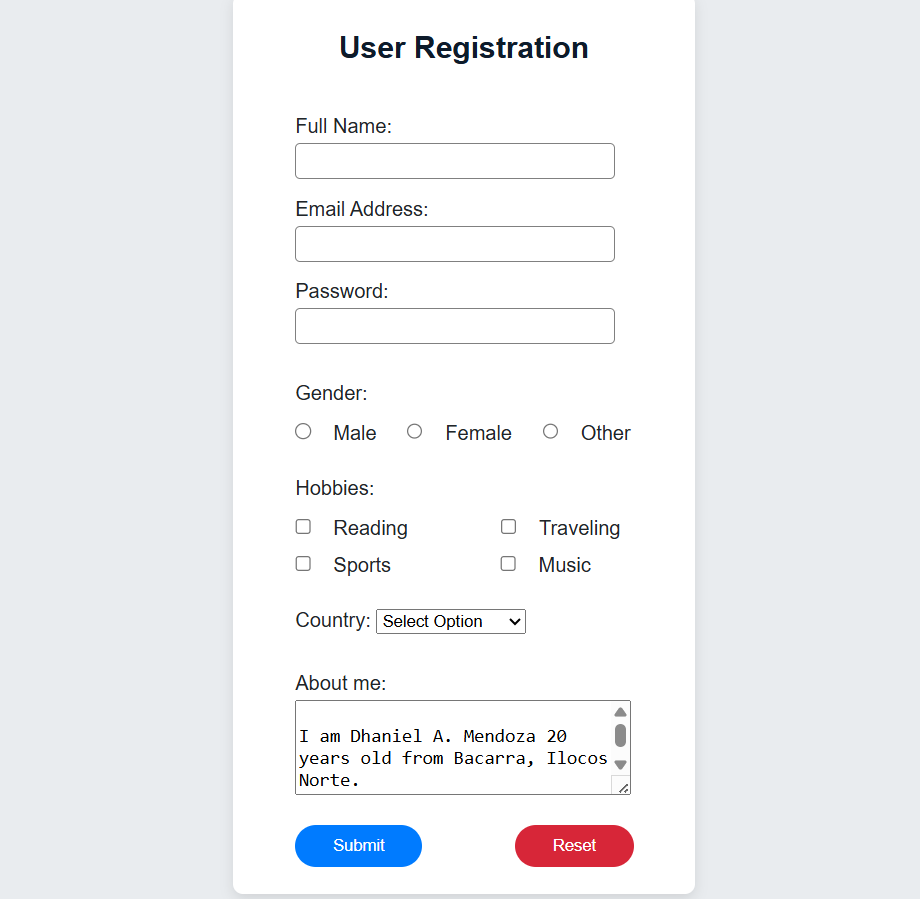 User Registration
Full Name:
Email Address:
Password:
Gender:
Male Female Other
Hobbies:
Reading Traveling
Sports Music
Country: Select Option
About me:
I am Dhaniel A. Mendoza 20
years old from Bacarra, Ilocos
Norte.
Submit Reset